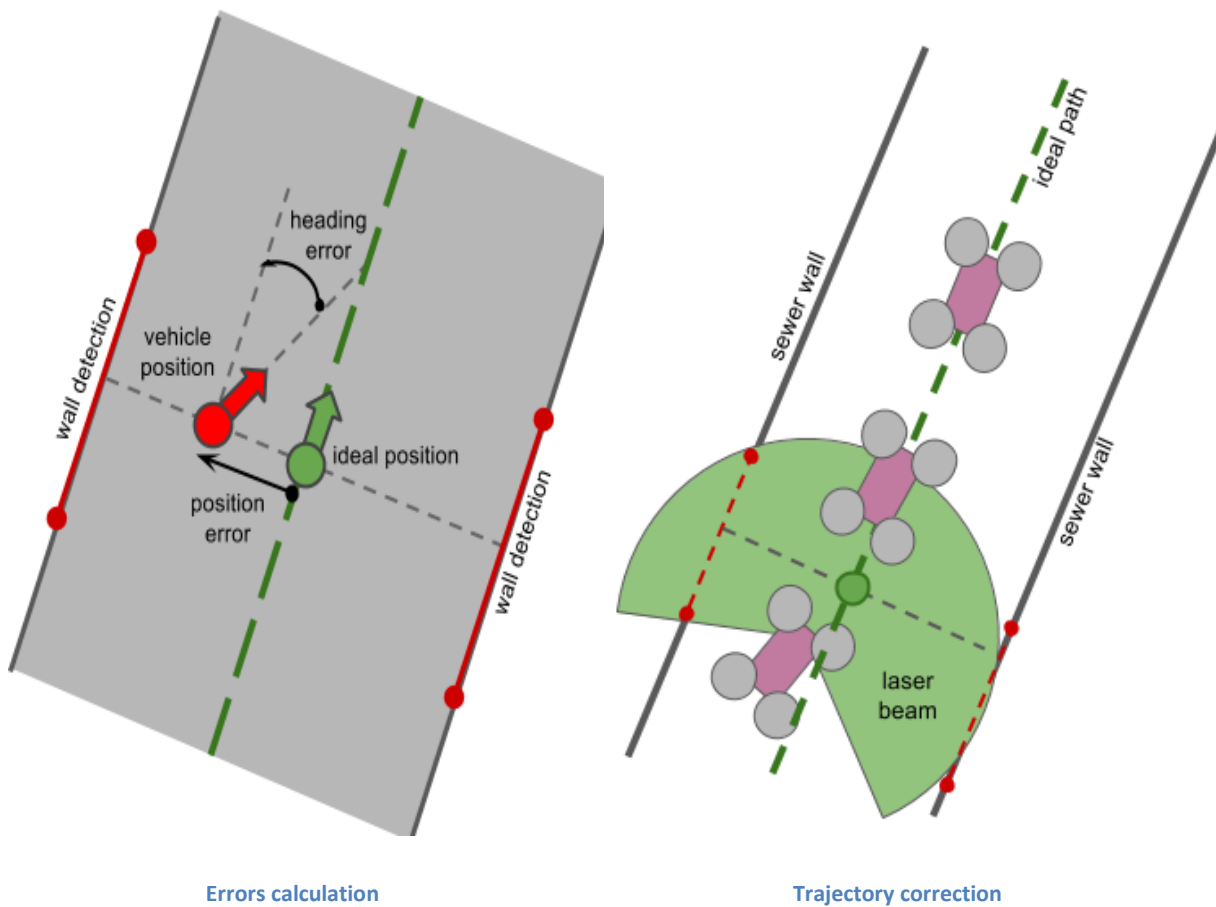 heading
error
vehicle
position
wall detection
ideal position
position
error
wall detection
Errors calculation
ideal path
sewer wall
sewer wall
laser
beam
Trajectory correction